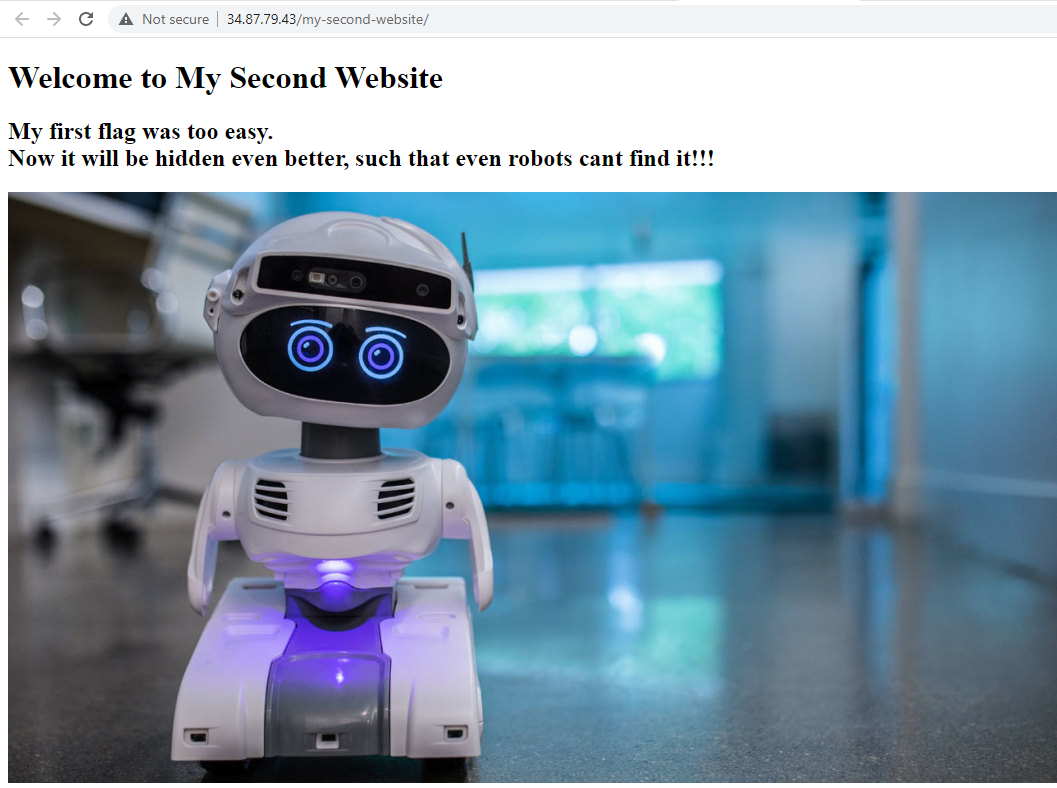 Not secure | 34.87.79.43/my-second-website/
Welcome to My Second Website
My first flag was too easy.
Now it will be hidden even better, such that even robots cant find it!!!